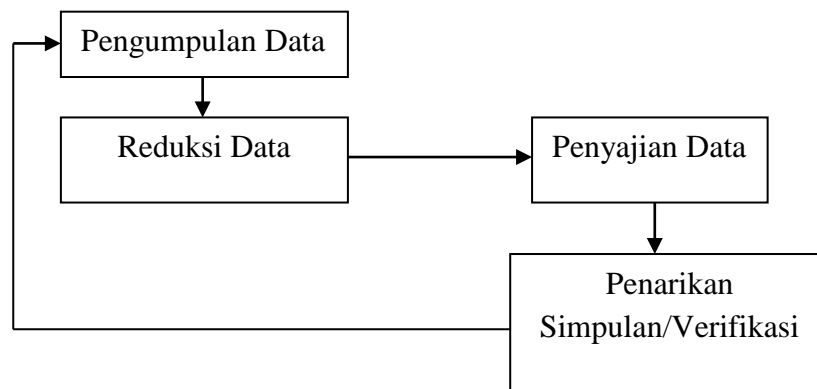 Pengumpulan Data
Reduksi Data
Penyajian Data
Penarikan
Simpulan/Verifikasi